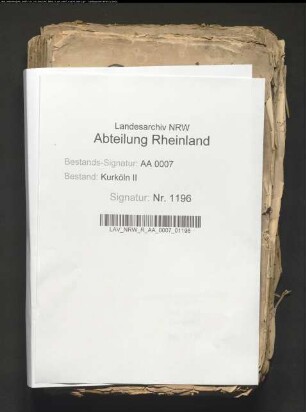 Landesarchiv NRW
Abteilung Rheinland
Bestands-Signatur: AA 0007
Bestand: Kurköln II
Signatur: Nr. 1196
LAV_NRW_R_AA_0007_01196